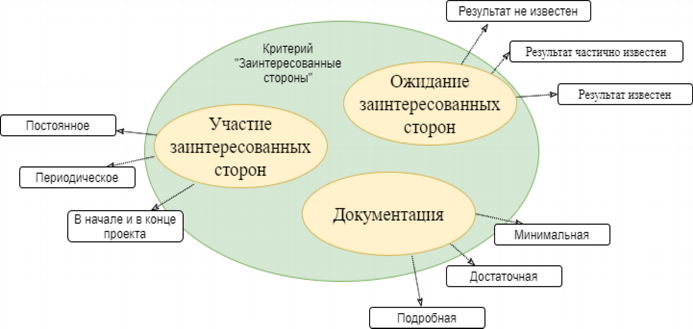 Результат не известен
Критерий
"Заинтересованные
стороны"
Результат частично известен
Ожидание
заинтересованных
сторон
Результат известен
Участие
заинтересованных
сторон
Постоянное
Периодическое
В начале и в конце
проекта
Документация
Минимальная
Достаточная
Подробная